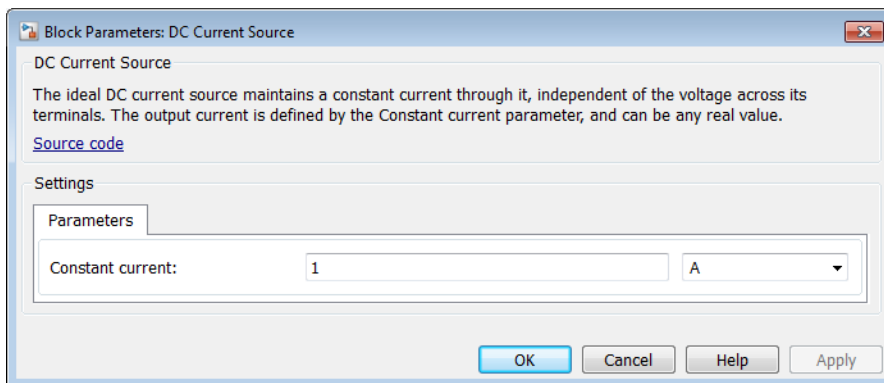 Block Parameters: DC Current Source
DC Current Source
The ideal DC current source maintains a constant current through it, independent of the voltage across its
terminals. The output current is defined by the Constant current parameter, and can be any real value.
Source code
Settings
Parameters
Constant current: 1 A
OK Cancel Help Apply